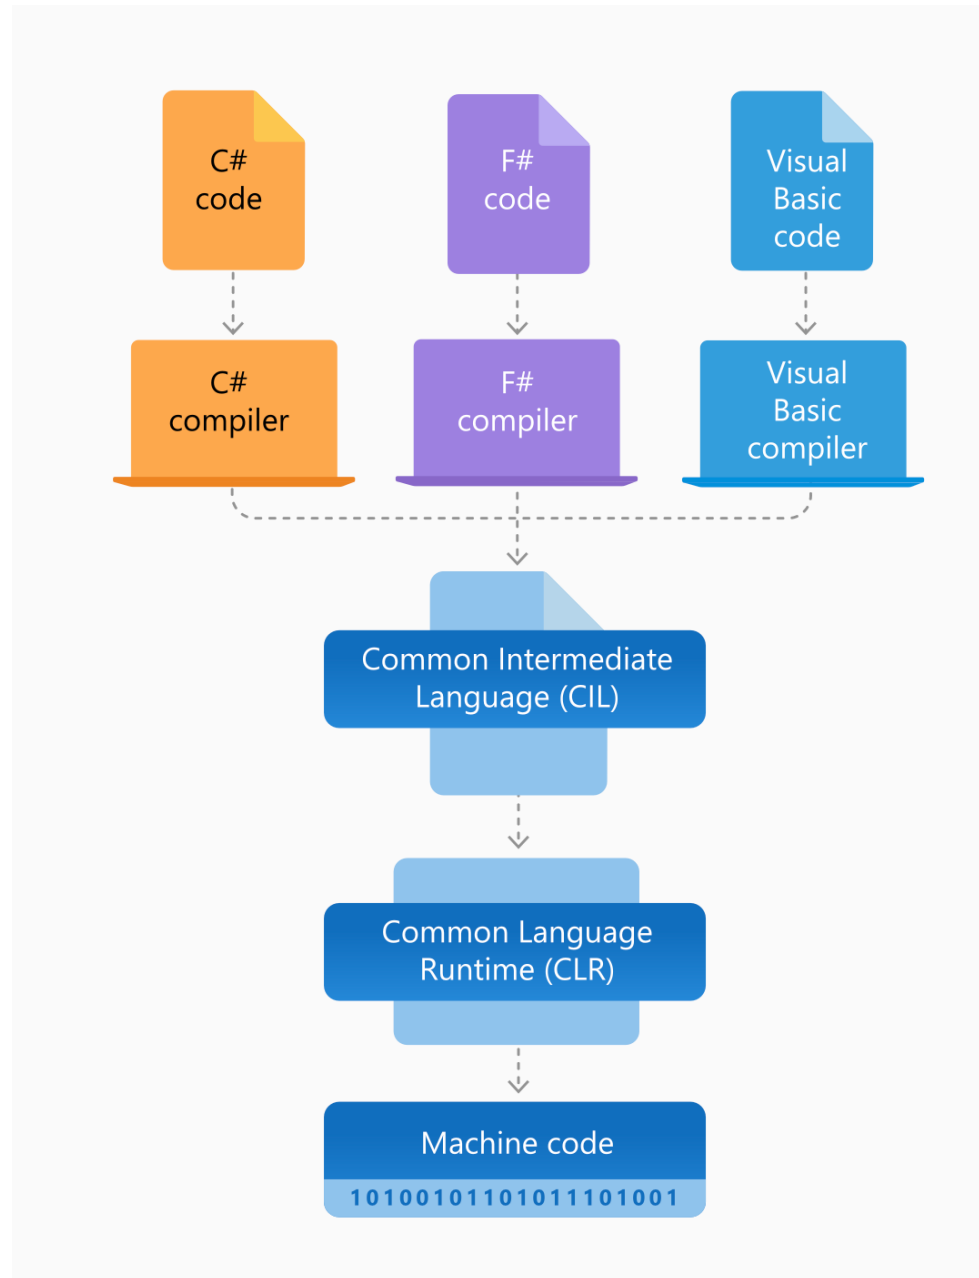 C#
code
F#
code
Visual
Basic
code
C#
compiler
F#
compiler
Visual
Basic
compiler
Common Intermediate
Language (CIL)
Common Language
Runtime (CLR)
Machine code
101001011010111101001